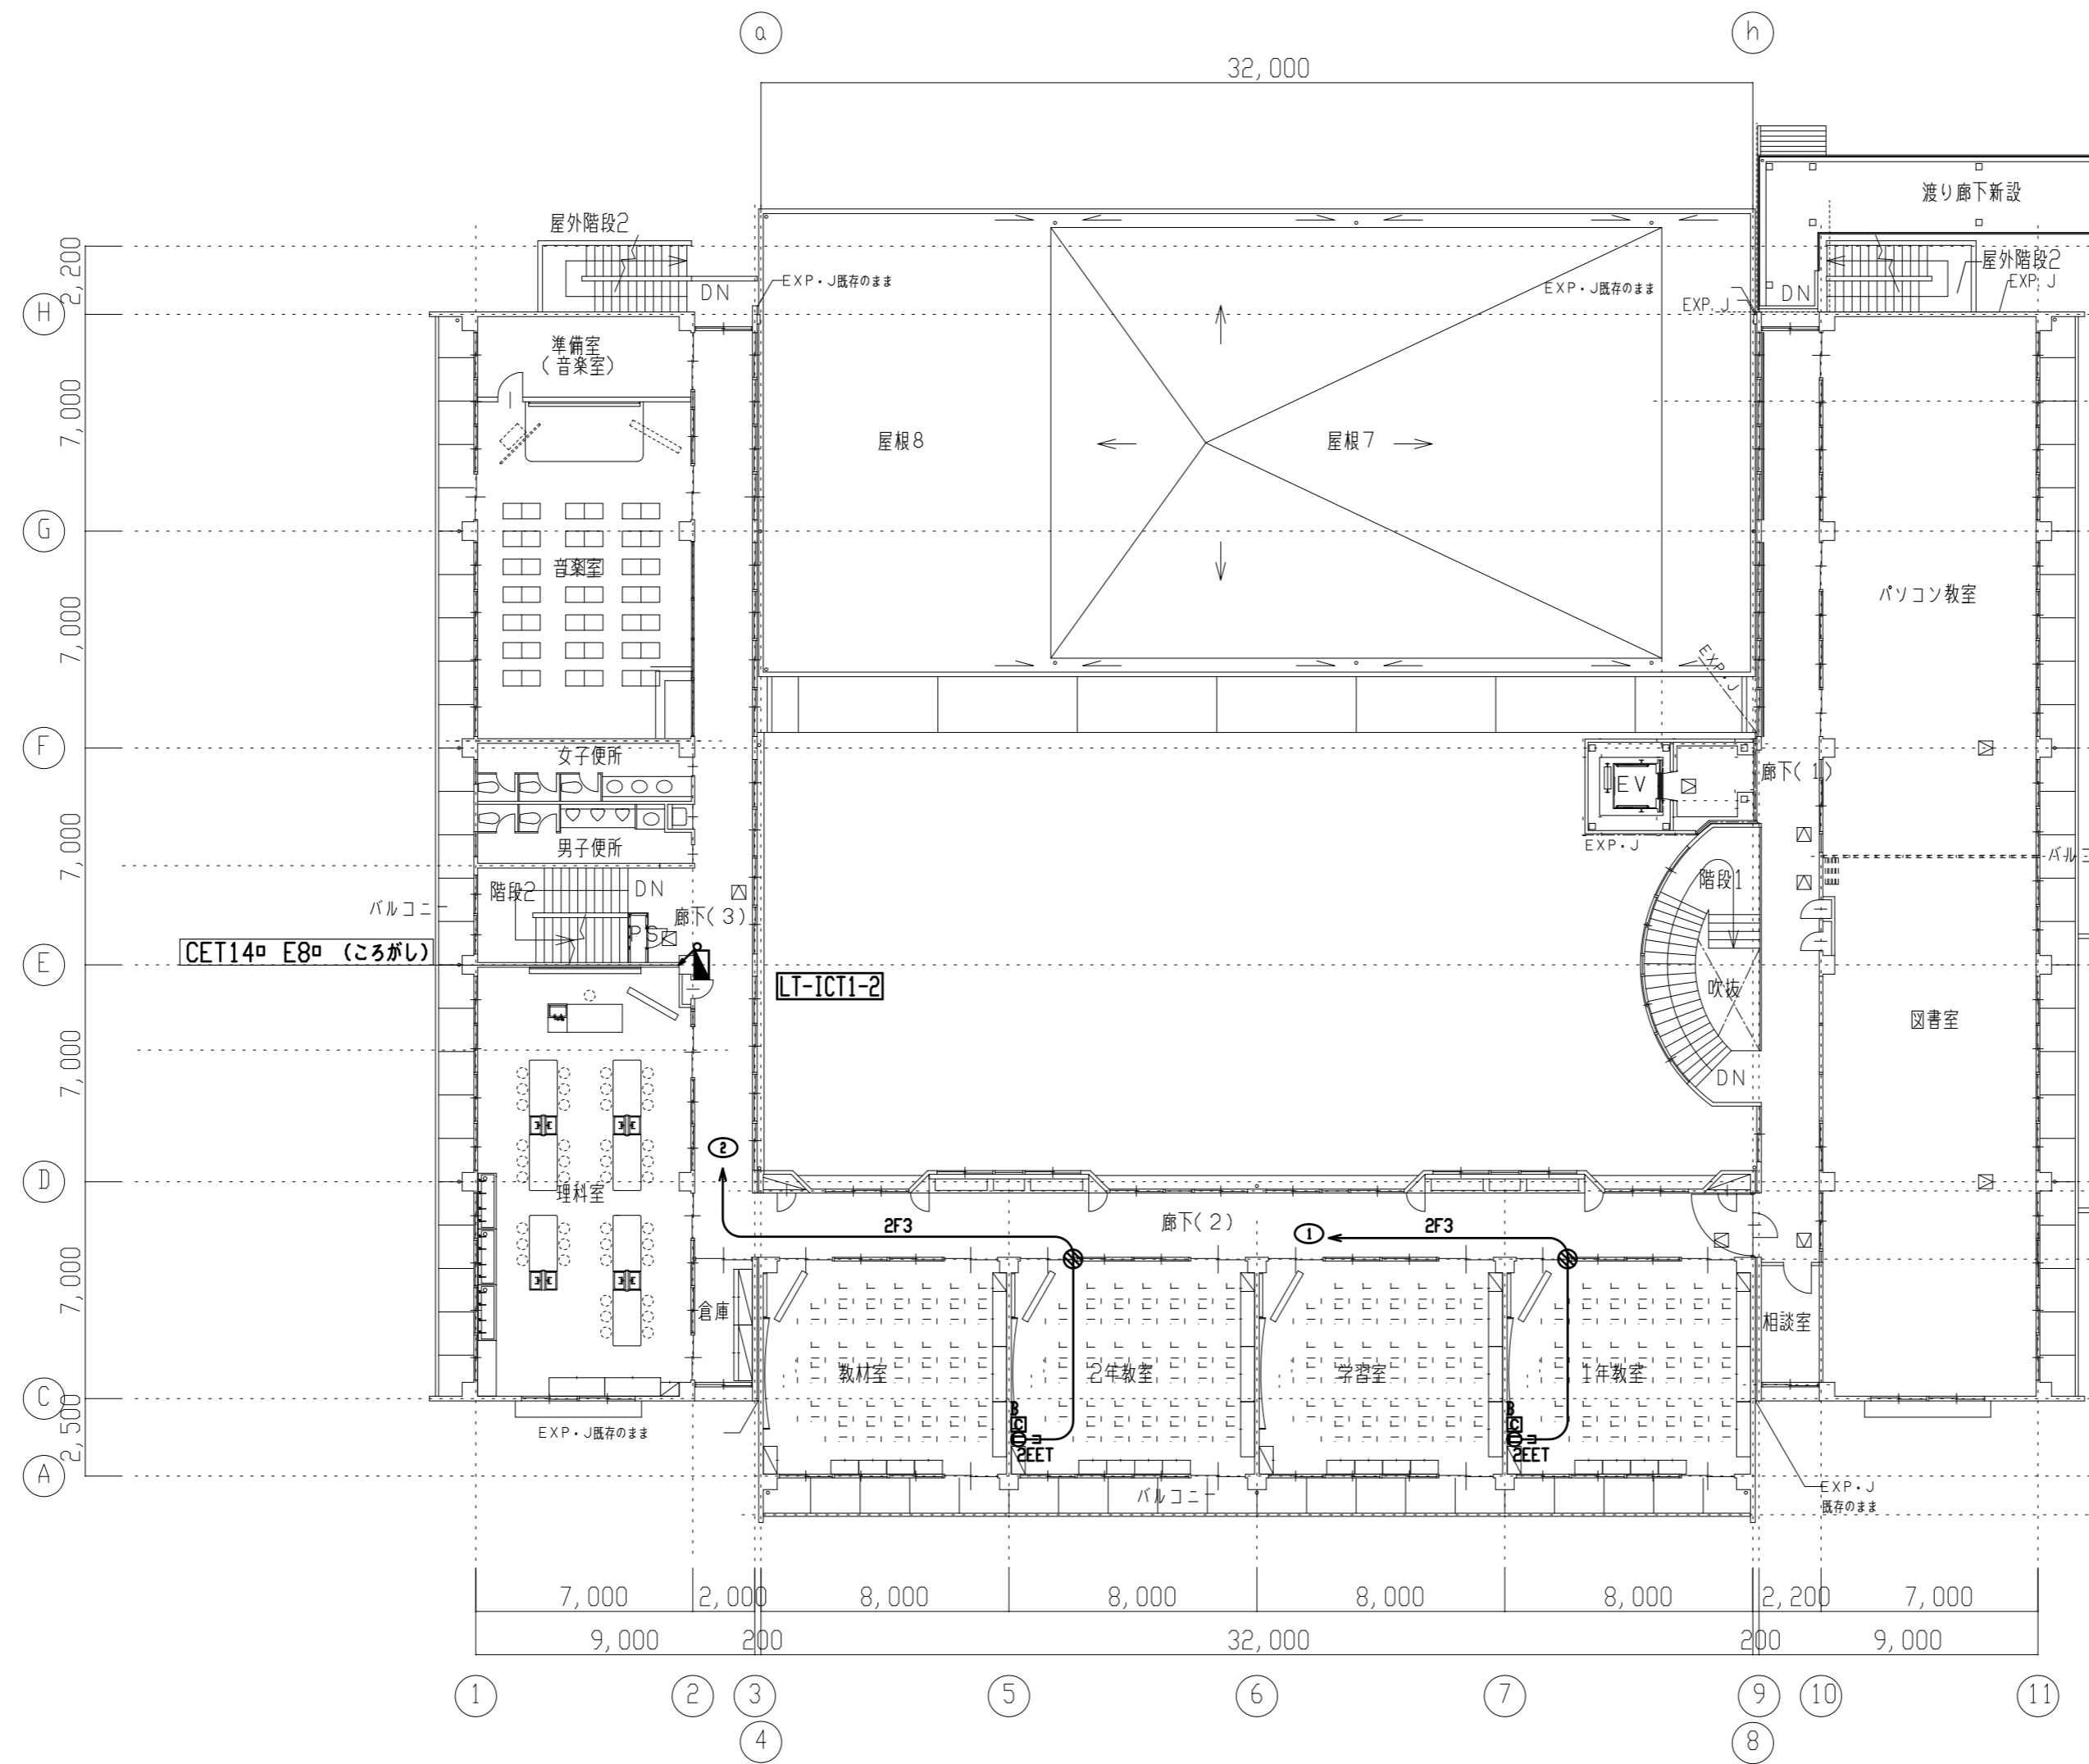 a
h
32,000
渡り廊下新設
屋外階段2
2,200
DN
EXP・J既存のまま
EXP・J既存のまま
屋外階段2
EXP. J
EXP. J
DN
H
準備室
(音楽室)
7,000
屋根8
屋根7
G
音楽室
パソコン教室
7,000
EXP.J
F
女子便所
EV
廊下(1)
男子便所
EXP・J
7,000
バルコニ
階段2
DN
階段1
バルコニー
廊下(3)
PS
CET14□ E8□ (ころがし)
E
LT-ICT1-2
吹抜
図書室
7,000
DN
2
D
理科室
2F3
廊下(2)
1
2F3
7,000
倉庫
相談室
教材室
2年教室
学習室
1年教室
C
B
C
B
C
EXP・J既存のまま
2EET
2EET
2,500
A
バルコニー
EXP・J
既存のまま
7,000
2,000
8,000
8,000
8,000
8,000
2,200
7,000
9,000
200
32,000
200
9,000
1
2
3
5
6
7
9
10
11
4
8